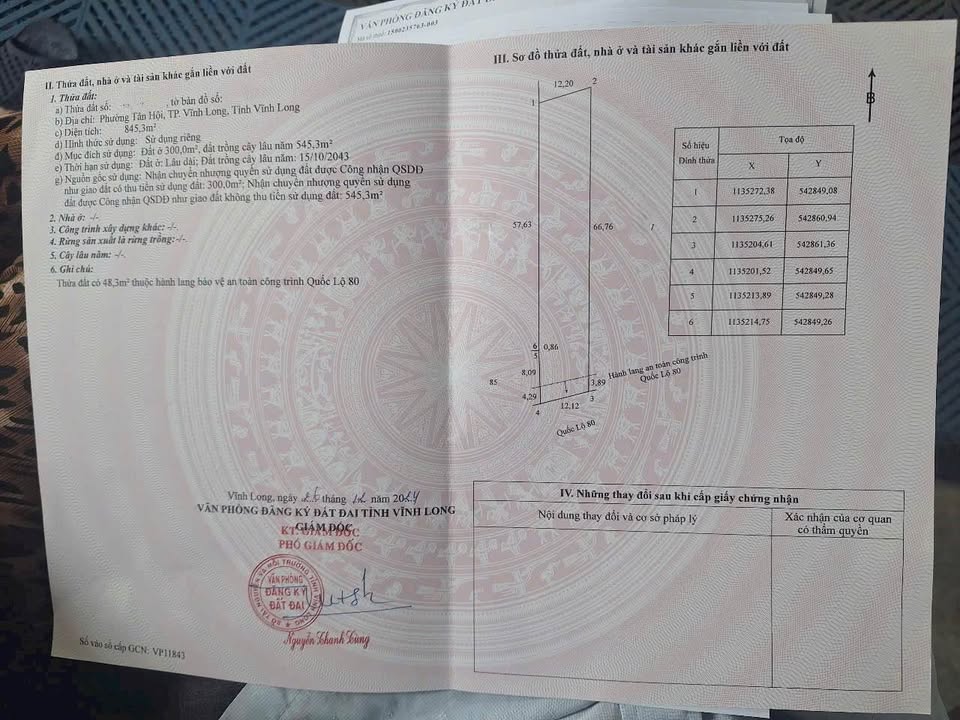 VĂN PHÒNG ĐĂNG KÝ ĐẤT
1500235763-003
II. Thửa đất, nhà ở và tài sản khác gắn liền với đất
1. Thửa đất:
a) Thửa đất số: , tờ bản đồ số:
b) Địa chỉ: Phường Tân Hội, TP. Vĩnh Long, Tỉnh Vĩnh Long
c) Diện tích: 845,3m²
d) Hình thức sử dụng: Sử dụng riêng
đ) Mục đích sử dụng: Đất ở 300,0m², đất trồng cây lâu năm 545,3m²
e) Thời hạn sử dụng: Đất ở: Lâu dài; Đất trồng cây lâu năm: 15/10/2043
g) Nguồn gốc sử dụng: Nhận chuyển nhượng quyền sử dụng đất được Công nhận QSDĐ
như giao đất có thu tiền sử dụng đất: 300,0m²; Nhận chuyển nhượng quyền sử dụng
đất được Công nhận QSDĐ như giao đất không thu tiền sử dụng đất: 545,3m²
2. Nhà ở: -/-
3. Công trình xây dựng khác: -/-
4. Rừng sản xuất là rừng trồng:-/-.
5. Cây lâu năm: -/-.
6. Ghi chú:
Thửa đất có 48,3m² thuộc hành lang bảo vệ an toàn công trình Quốc Lộ 80
Vĩnh Long, ngày 26 tháng 12 năm 2024
VĂN PHÒNG ĐĂNG KÝ ĐẤT ĐAI TỈNH VĨNH LONG
GIÁM ĐỐC
KT. GIÁM ĐỐC
PHÓ GIÁM ĐỐC
SỞ TÀI NGUYÊN VÀ MÔI TRƯỜNG TỈNH VĨNH LONG
VĂN PHÒNG
ĐĂNG KÝ
ĐẤT ĐAI
Nguyễn Khanh Cùng
Số vào sổ cấp GCN: VP11843
III. Sơ đồ thửa đất, nhà ở và tài sản khác gắn liền với đất
B
12,20
1
2
57,63
66,76
1
6
5
0,86
8,09
85
4,29
3,89
4
12,12
3
Hành lang an toàn công trình
Quốc Lộ 80
Quốc Lộ 80
Số hiệu Đỉnh thửa Tọa độ
X Y
1 1135272,38 542849,08
2 1135275,26 542860,94
3 1135204,61 542861,36
4 1135201,52 542849,65
5 1135213,89 542849,28
6 1135214,75 542849,26
IV. Những thay đổi sau khi cấp giấy chứng nhận
Nội dung thay đổi và cơ sở pháp lý
Xác nhận của cơ quan
có thẩm quyền